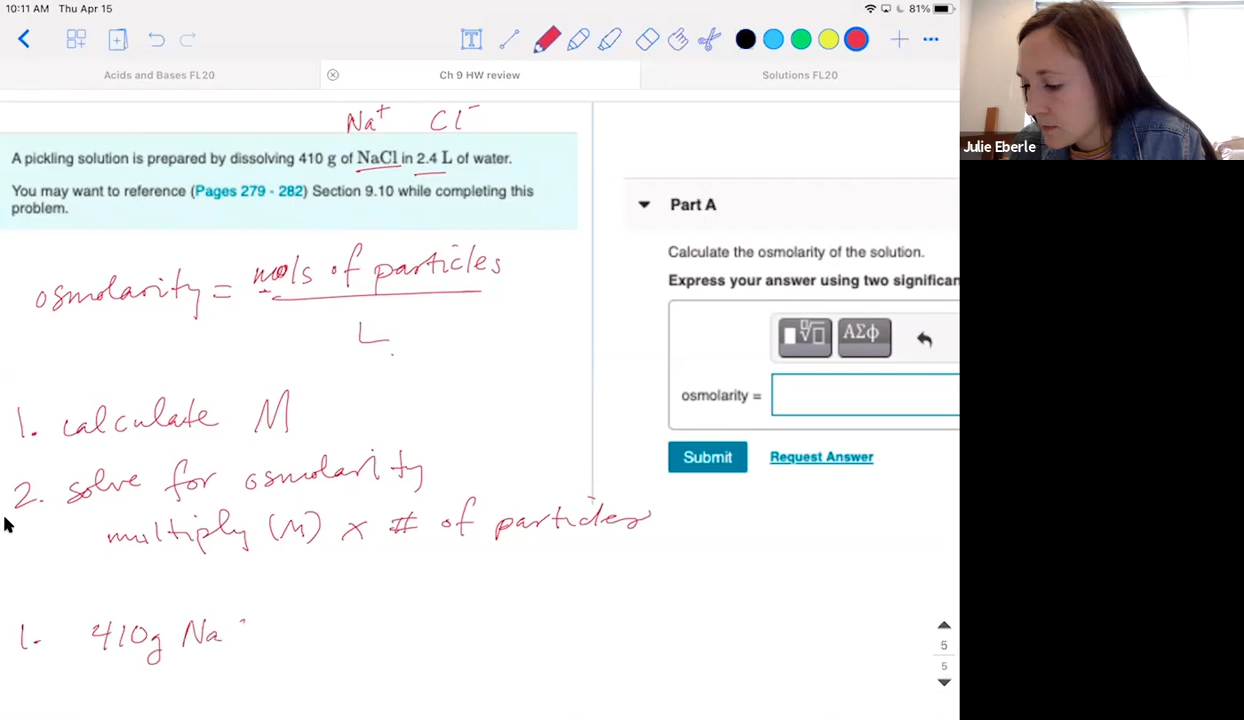 10:11 AM Thu Apr 15
81%
Acids and Bases FL20
Ch 9 HW review
Solutions FL20
Na+ Cl-
A pickling solution is prepared by dissolving 410 g of NaCl in 2.4 L of water.
You may want to reference (Pages 279 - 282) Section 9.10 while completing this
problem.
osmolarity = mols of particles
L
1. calculate M
2. solve for osmolarity
multiply (M) x # of particles
1. 410g Na
Part A
Calculate the osmolarity of the solution.
Express your answer using two significan
ΑΣϕ
osmolarity =
Submit
Request Answer
5
5
Julie Eberle